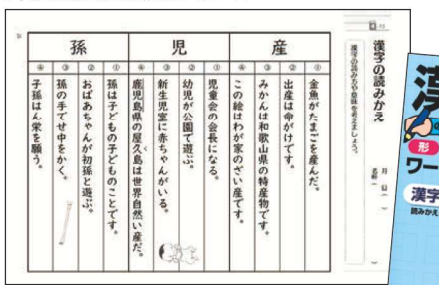 漢字の読みかえ
漢字の読み方や意味を考えましょう。
月　日（　）
名前（　）
産
① 金魚がたまごを産んだ。
② 出産は命がけです。
③ みかんは和歌山県の特産物です。
④ この絵はわが家のざい産です。
児
① 児童会の会長になる。
② 幼児が公園で遊ぶ。
③ 新生児室に赤ちゃんがいる。
④ 鹿児島県の屋久島は世界自然い産だ。
孫
① 孫は子どもの子どものことです。
② おばあちゃんが初孫と遊ぶ。
③ 孫の手でせ中をかく。
④ 子孫はん栄を願う。
漢
形
ワー
漢字
読みかえ